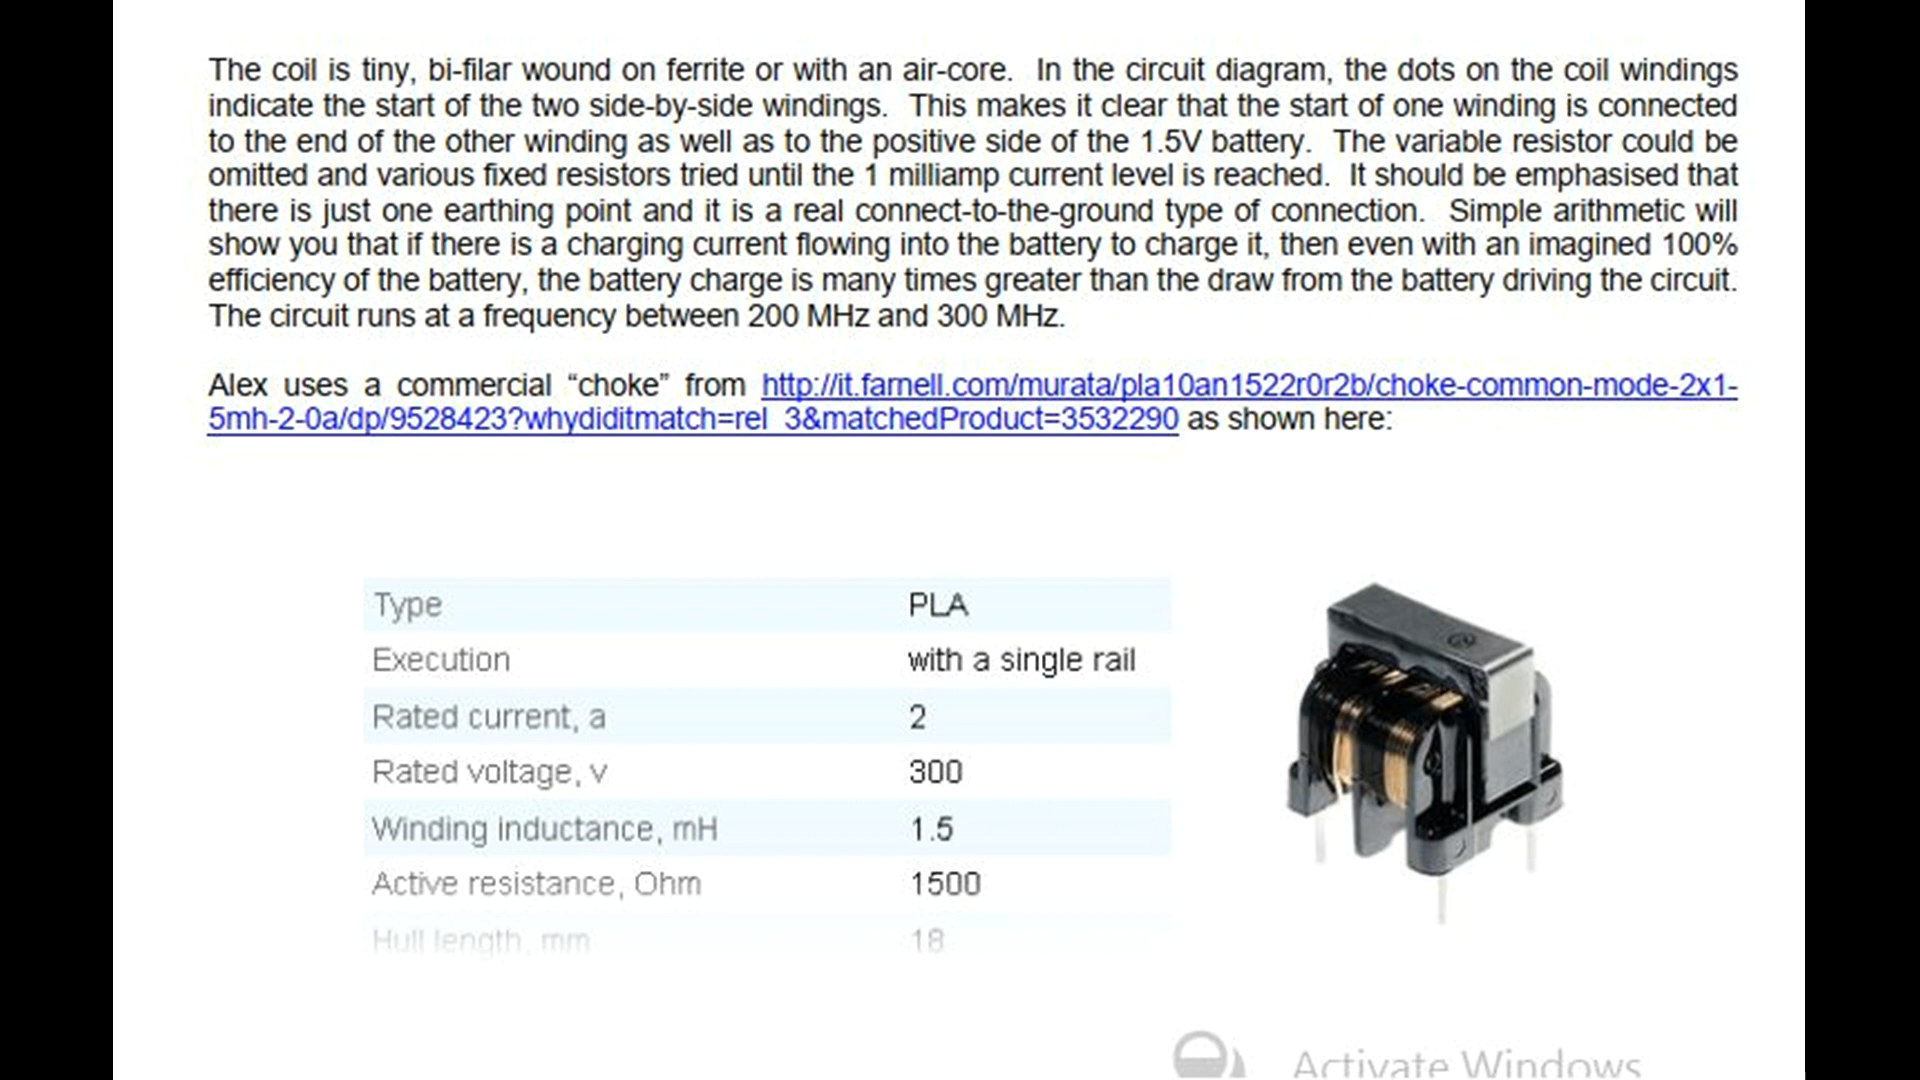 The coil is tiny, bi-filar wound on ferrite or with an air-core. In the circuit diagram, the dots on the coil windings
indicate the start of the two side-by-side windings. This makes it clear that the start of one winding is connected
to the end of the other winding as well as to the positive side of the 1.5V battery. The variable resistor could be
omitted and various fixed resistors tried until the 1 milliamp current level is reached. It should be emphasised that
there is just one earthing point and it is a real connect-to-the-ground type of connection. Simple arithmetic will
show you that if there is a charging current flowing into the battery to charge it, then even with an imagined 100%
efficiency of the battery, the battery charge is many times greater than the draw from the battery driving the circuit.
The circuit runs at a frequency between 200 MHz and 300 MHz.
Alex uses a commercial “choke” from http://it.farnell.com/murata/pla10an1522r0r2b/choke-common-mode-2x1-
5mh-2-0a/dp/9528423?whydiditmatch=rel_3&matchedProduct=3532290 as shown here:
Type PLA
Execution with a single rail
Rated current, a 2
Rated voltage, v 300
Winding inductance, mH 1.5
Active resistance, Ohm 1500
Hull length, mm 18
Activate Windows